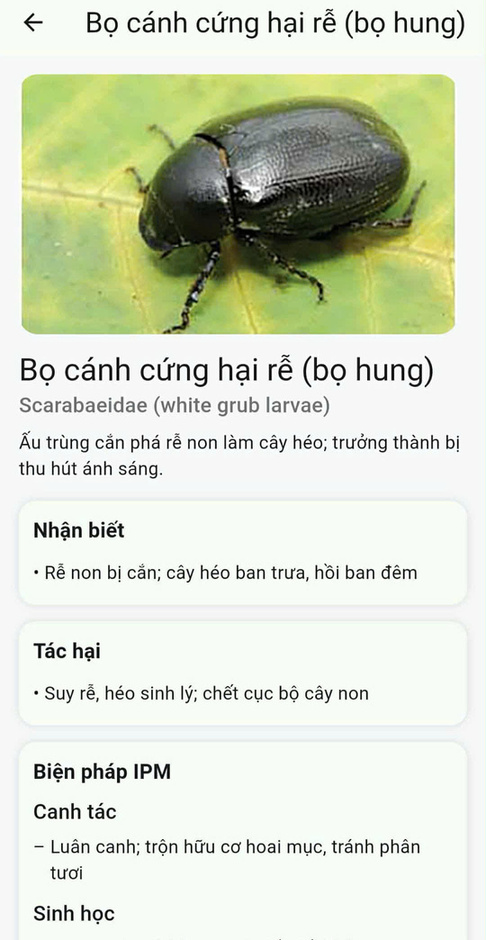 Bọ cánh cứng hại rễ (bọ hung)
Bọ cánh cứng hại rễ (bọ hung)
Scarabaeidae (white grub larvae)
Ấu trùng cắn phá rễ non làm cây héo; trưởng thành bị
thu hút ánh sáng.
Nhận biết
• Rễ non bị cắn; cây héo ban trưa, hồi ban đêm
Tác hại
• Suy rễ, héo sinh lý; chết cục bộ cây non
Biện pháp IPM
Canh tác
– Luân canh; trộn hữu cơ hoai mục, tránh phân
tươi
Sinh học